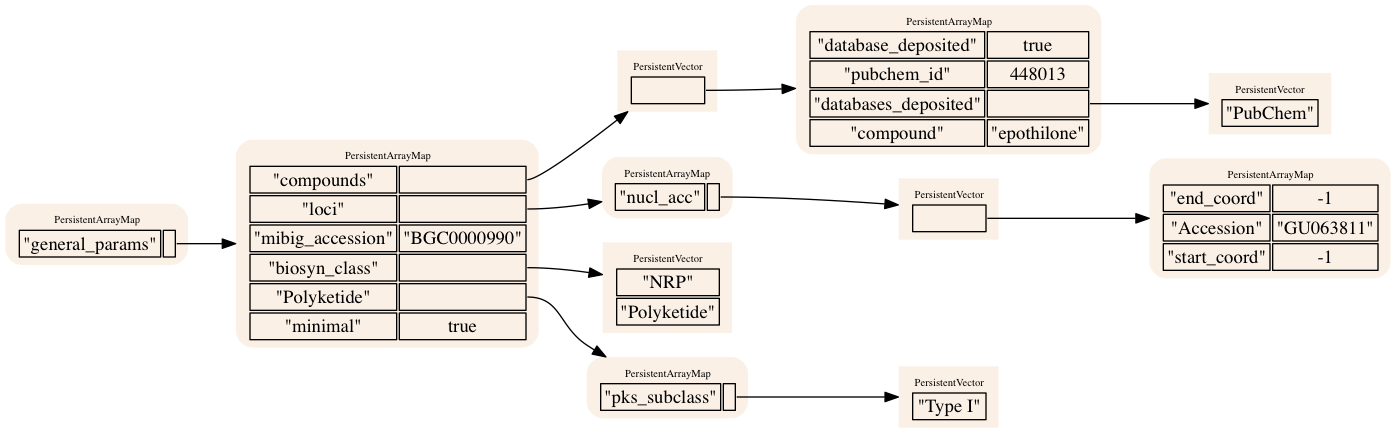 PersistentArrayMap
"general_params"
PersistentArrayMap
"compounds"
"loci"
"mibig_accession" "BGC0000990"
"biosyn_class"
"Polyketide"
"minimal" true
PersistentVector
PersistentArrayMap
"database_deposited" true
"pubchem_id" 448013
"databases_deposited"
"compound" "epothilone"
PersistentVector
"PubChem"
PersistentArrayMap
"nucl_acc"
PersistentVector
PersistentArrayMap
"end_coord" -1
"Accession" "GU063811"
"start_coord" -1
PersistentVector
"NRP"
"Polyketide"
PersistentArrayMap
"pks_subclass"
PersistentVector
"Type I"